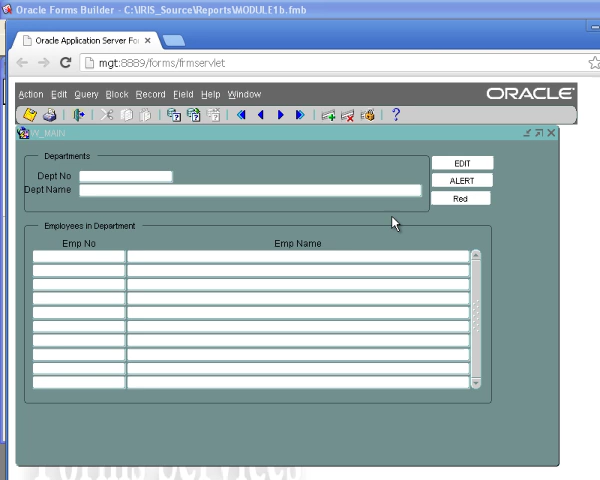 Oracle Forms Builder - C:\IRIS_Source\Reports\MODULE1b.fmb
Oracle Application Server For
mgt:8889/forms/frmservlet
Action Edit Query Block Record Field Help Window
ORACLE
W_MAIN
Departments
Dept No
Dept Name
EDIT
ALERT
Red
Employees in Department
Emp No Emp Name